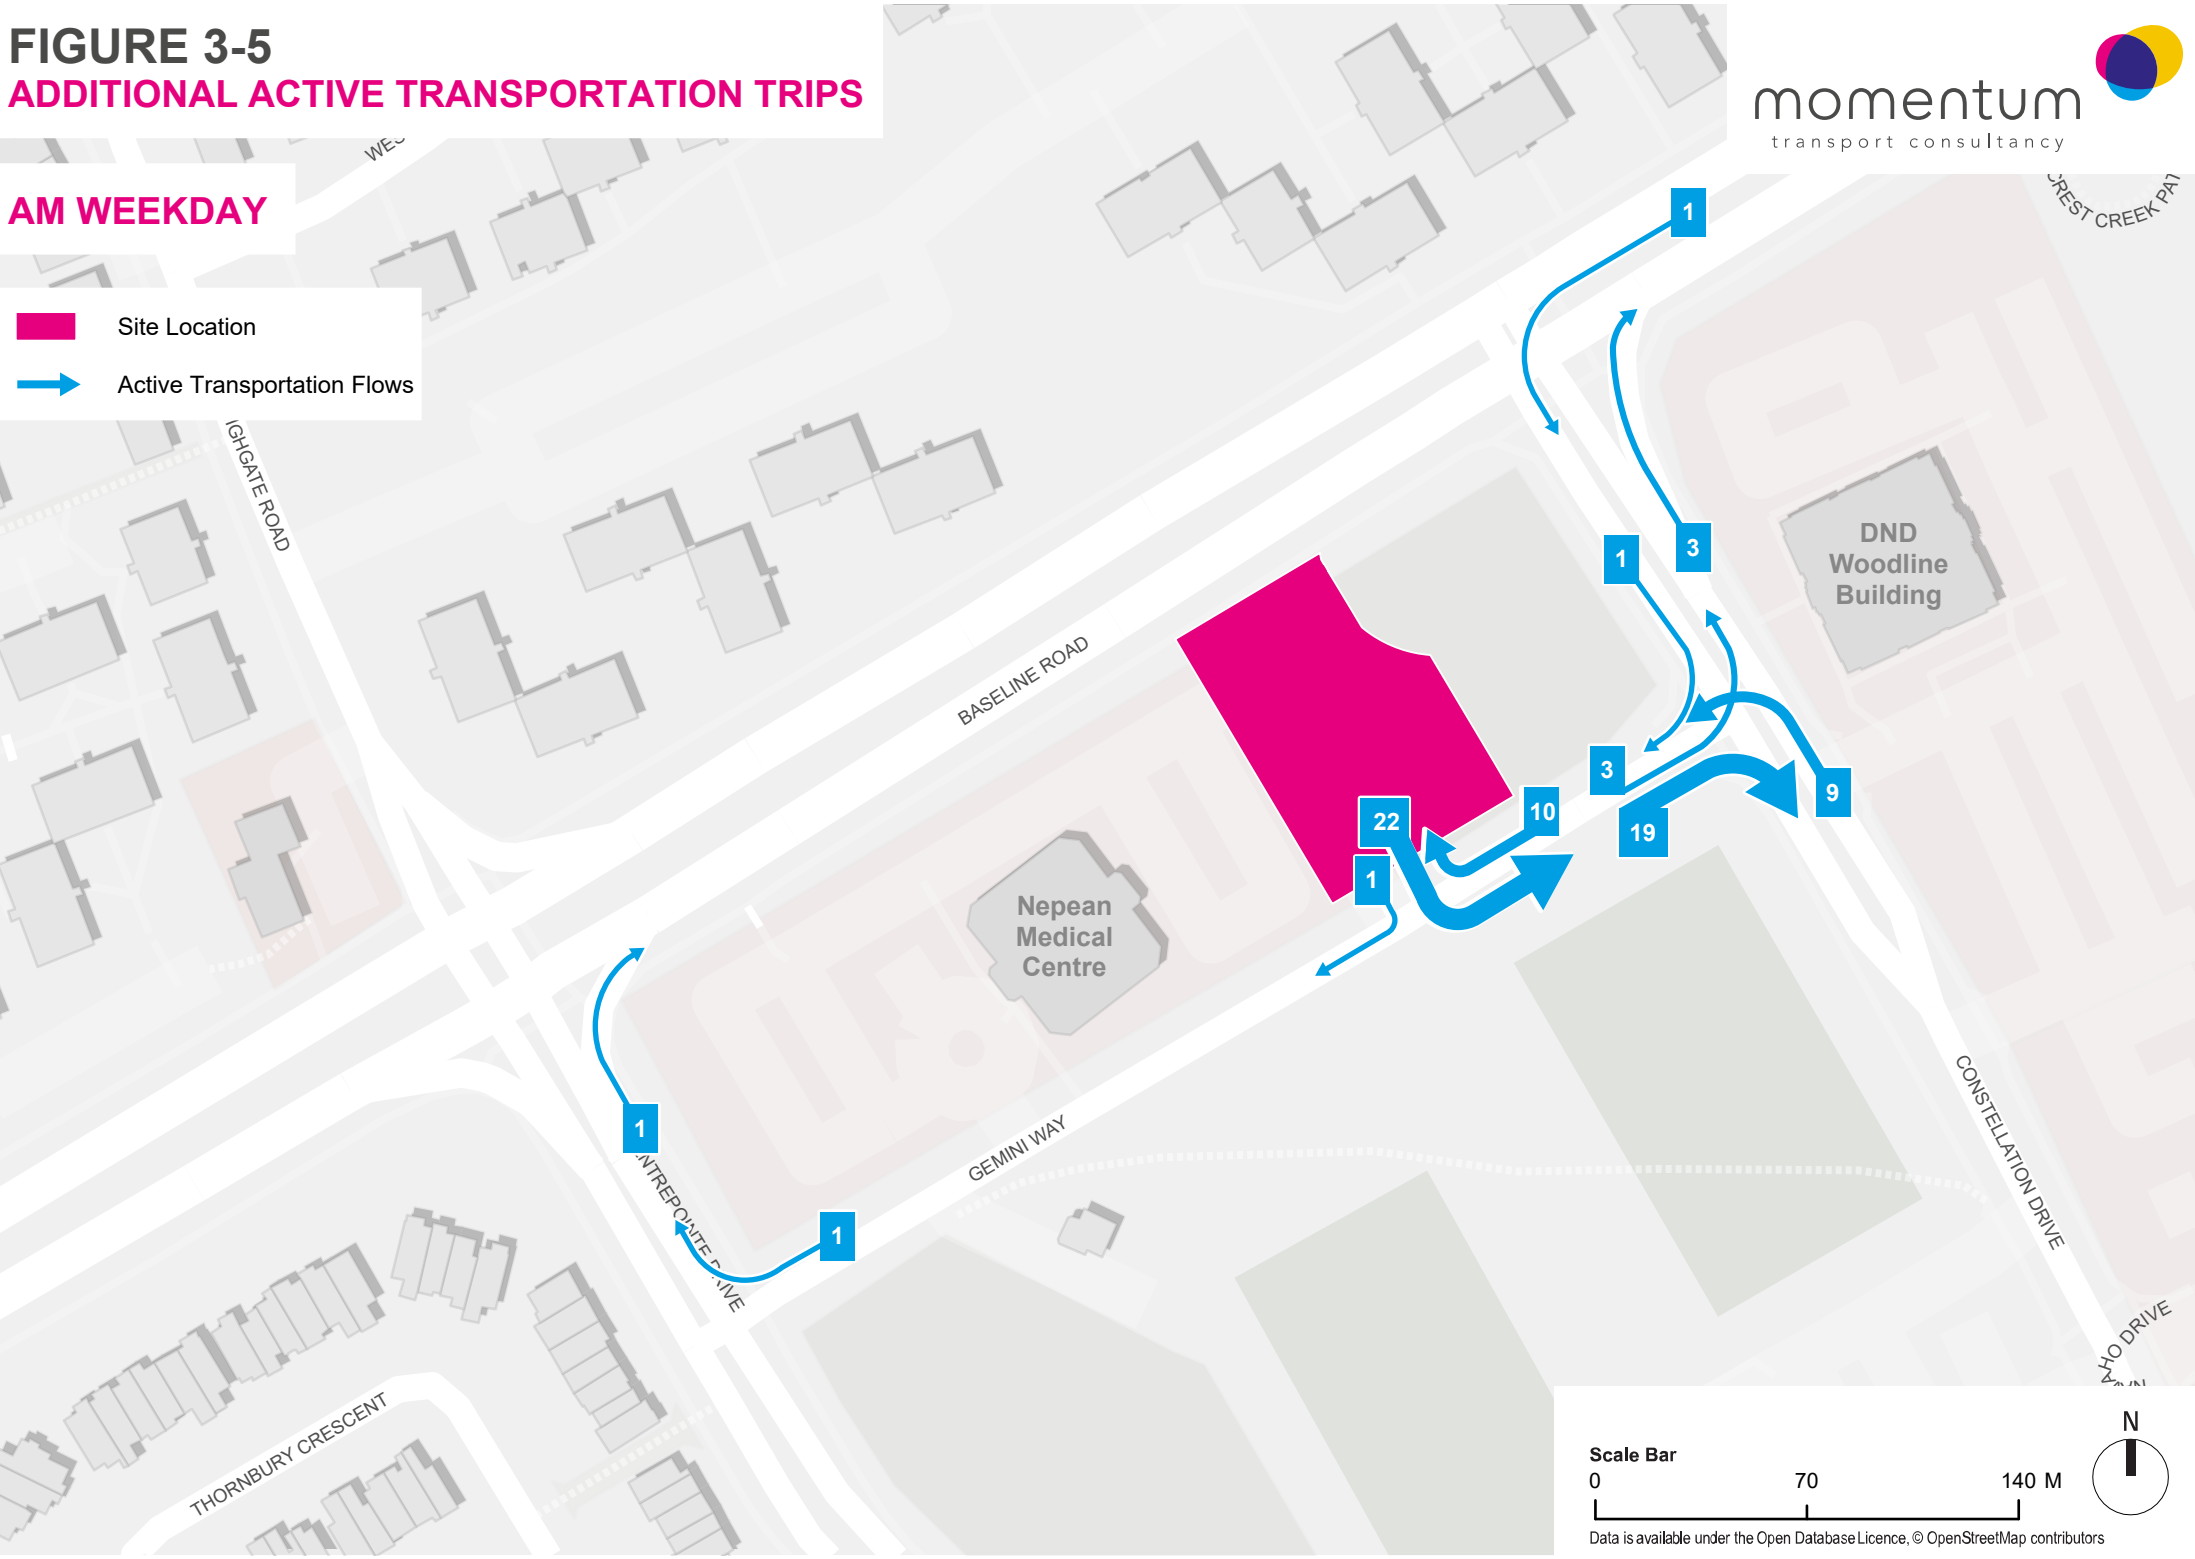 FIGURE 3-5
ADDITIONAL ACTIVE TRANSPORTATION TRIPS
momentum
transport consultancy
AM WEEKDAY
Site Location
Active Transportation Flows
CREEK
1
ROAD
DND
Woodline
Building
1
3
BASELINE ROAD
3
9
10
22
19
1
Nepean
Medical
Centre
1
GEMINI WAY
CONSTELLATION DRIVE
1
DRIVE
THORNBURY CRESCENT
Scale Bar
0 70 140 M
N
Data is available under the Open Database Licence, © OpenStreetMap contributors